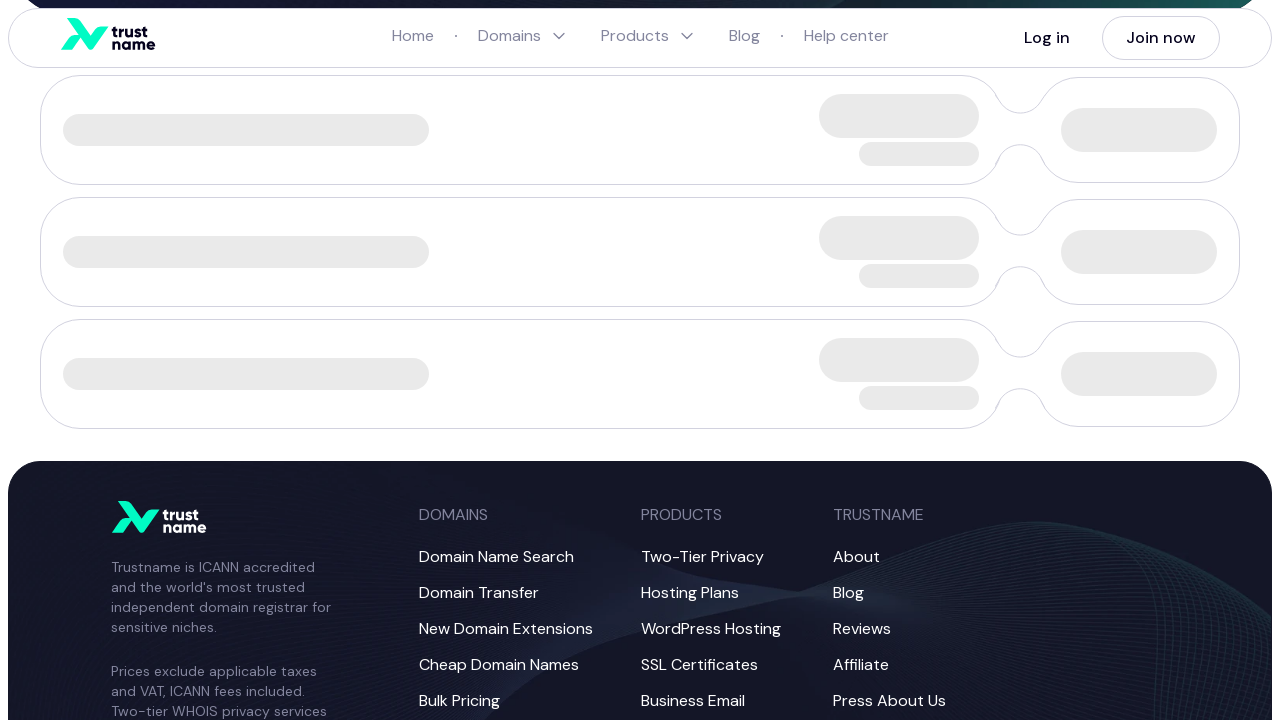 trust
name
Home · Domains Products Blog · Help center
Log in
Join now
trust
name
Trustname is ICANN accredited
and the world's most trusted
independent domain registrar for
sensitive niches.
Prices exclude applicable taxes
and VAT, ICANN fees included.
Two-tier WHOIS privacy services
DOMAINS
Domain Name Search
Domain Transfer
New Domain Extensions
Cheap Domain Names
Bulk Pricing
PRODUCTS
Two-Tier Privacy
Hosting Plans
WordPress Hosting
SSL Certificates
Business Email
TRUSTNAME
About
Blog
Reviews
Affiliate
Press About Us